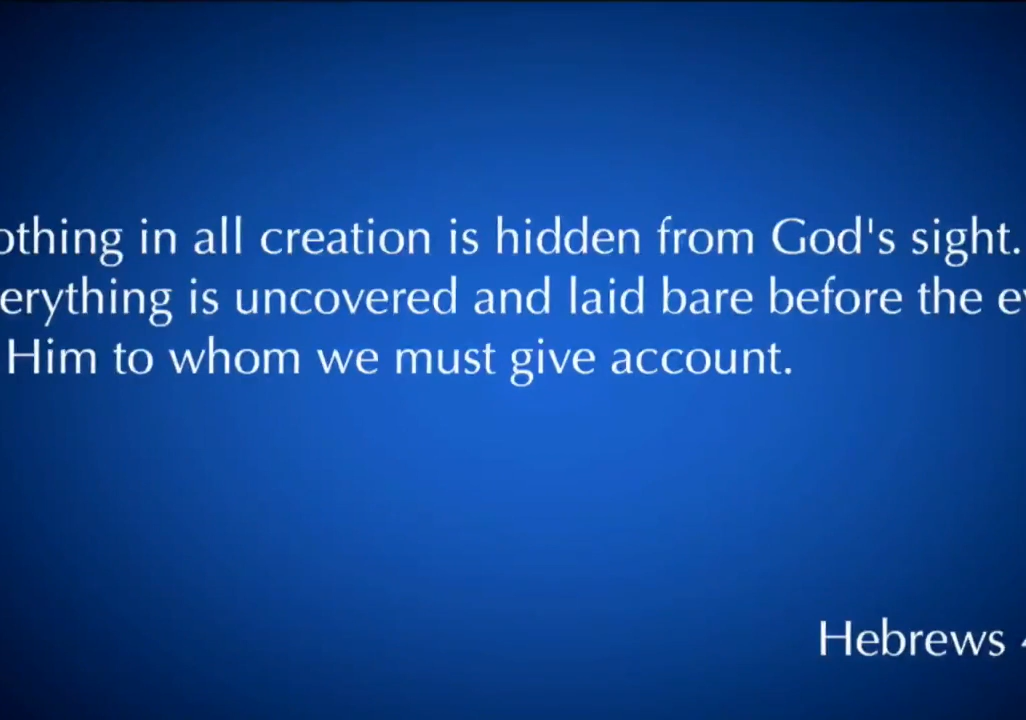 othing in all creation is hidden from God's sight.
erything is uncovered and laid bare before the e
Him to whom we must give account.
Hebrews